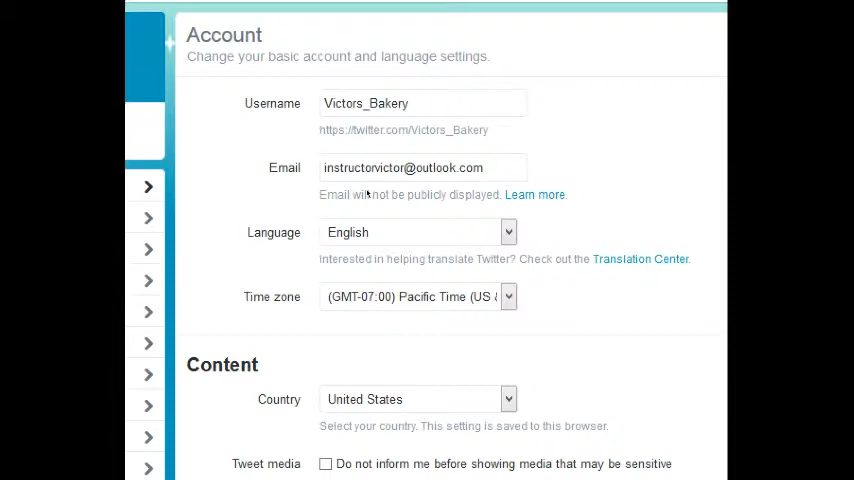 Account
Change your basic account and language settings.
Username Victors_Bakery
https://twitter.com/Victors_Bakery
Email instructorvictor@outlook.com
Email will not be publicly displayed. Learn more.
Language English
Interested in helping translate Twitter? Check out the Translation Center.
Time zone (GMT-07:00) Pacific Time (US &
Content
Country United States
Select your country. This setting is saved to this browser.
Tweet media Do not inform me before showing media that may be sensitive